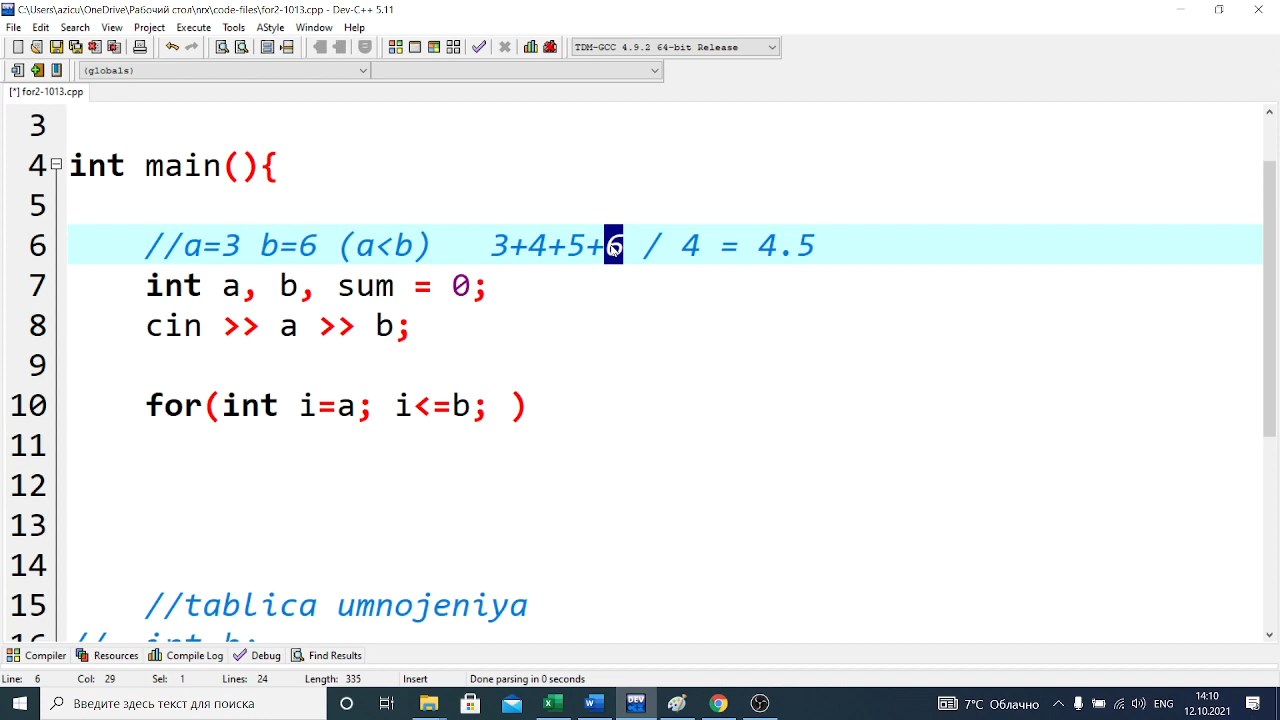 C:\Users\azicu\OneDrive\Рабочий стол\прх\code-files\for2-1013.cpp - Dev-C++ 5.11
File Edit Search View Project Execute Tools AStyle Window Help
TDM-GCC 4.9.2 64-bit Release
(globals)
[*] for2-1013.cpp
3
4 int main(){
5
6 //a=3 b=6 (a<b) 3+4+5+6 / 4 = 4.5
7 int a, b, sum = 0;
8 cin >> a >> b;
9
10 for(int i=a; i<=b; )
11
12
13
14
15 //tablica umnojeniya
16 // int b;
Compiler Resources Compile Log Debug Find Results
Line: 6 Col: 29 Sel: 1 Lines: 24 Length: 335 Insert Done parsing in 0 seconds
Введите здесь текст для поиска
DEV
7°C Облачно
ENG
14:10
12.10.2021